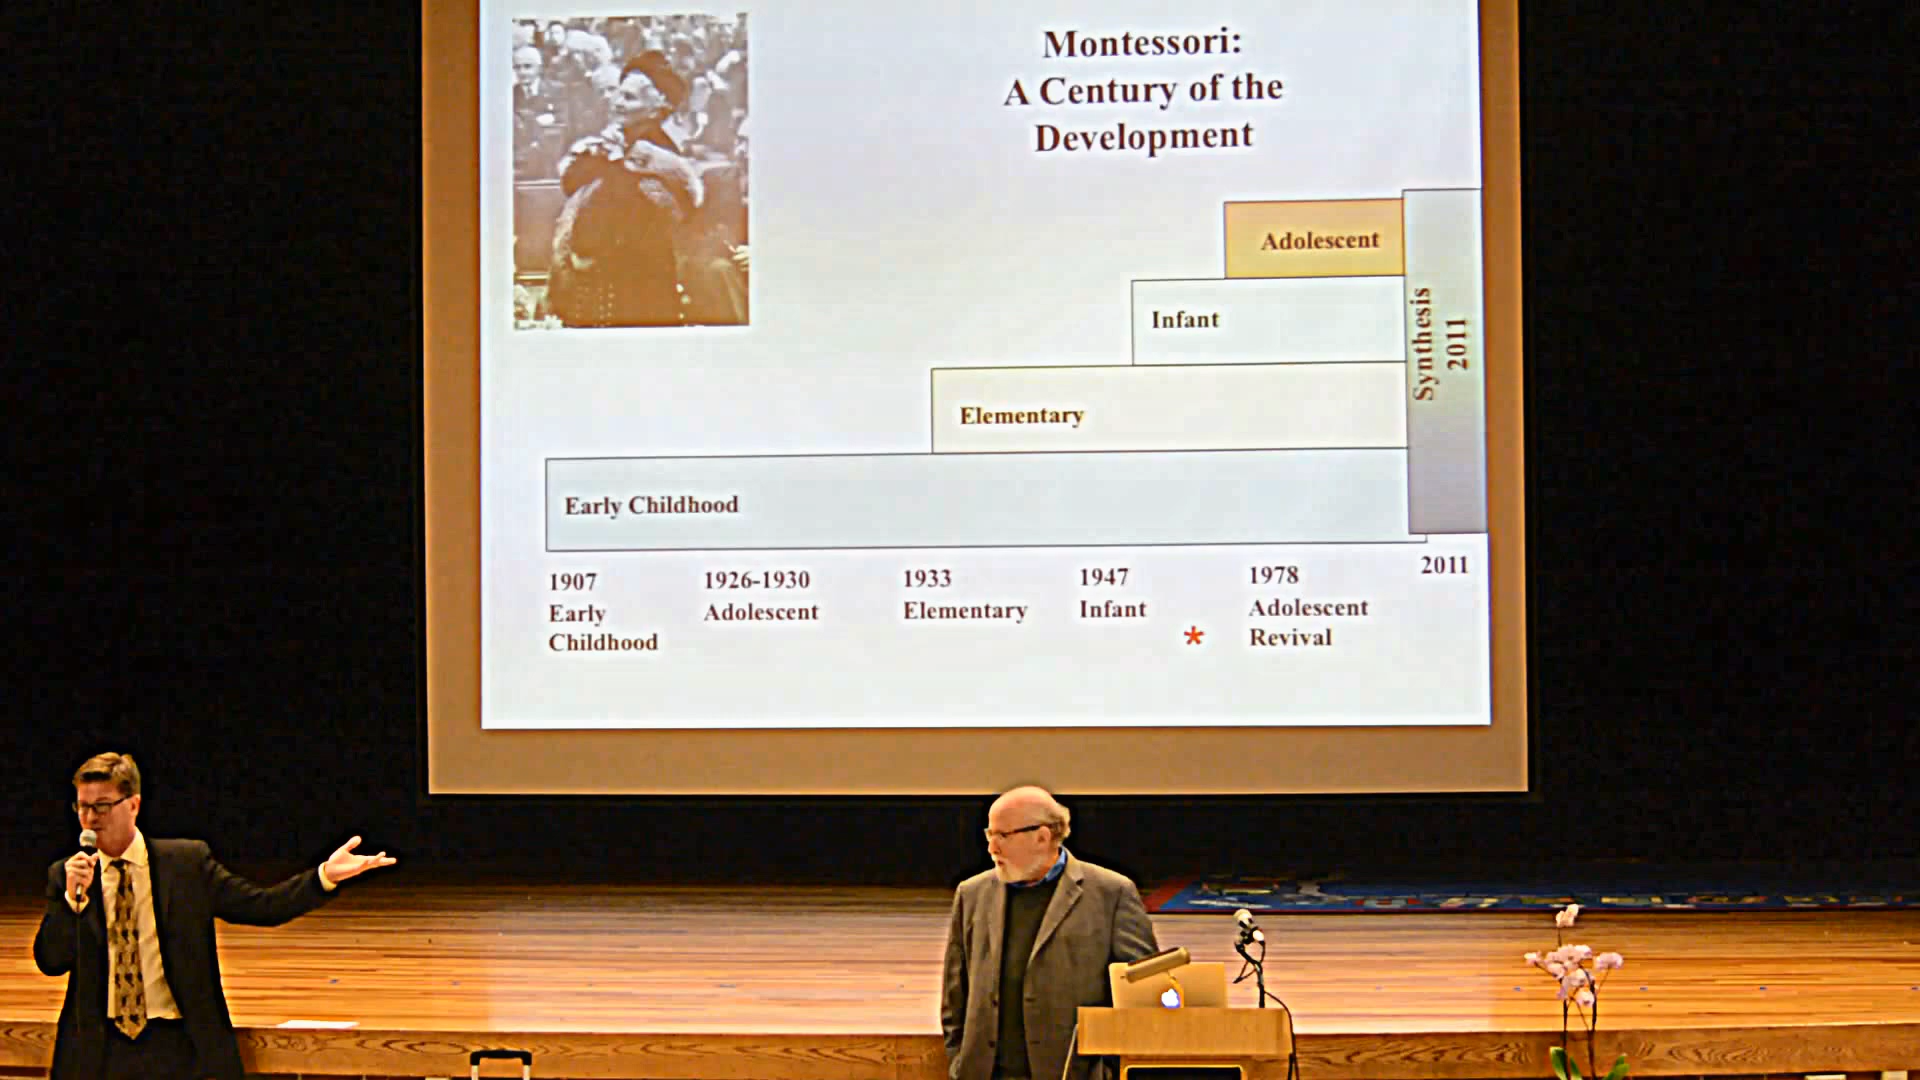 Montessori:
A Century of the
Development
Adolescent
Infant
Synthesis
2011
Elementary
Early Childhood
1907
Early
Childhood
1926-1930
Adolescent
1933
Elementary
1947
Infant
*
1978
Adolescent
Revival
2011